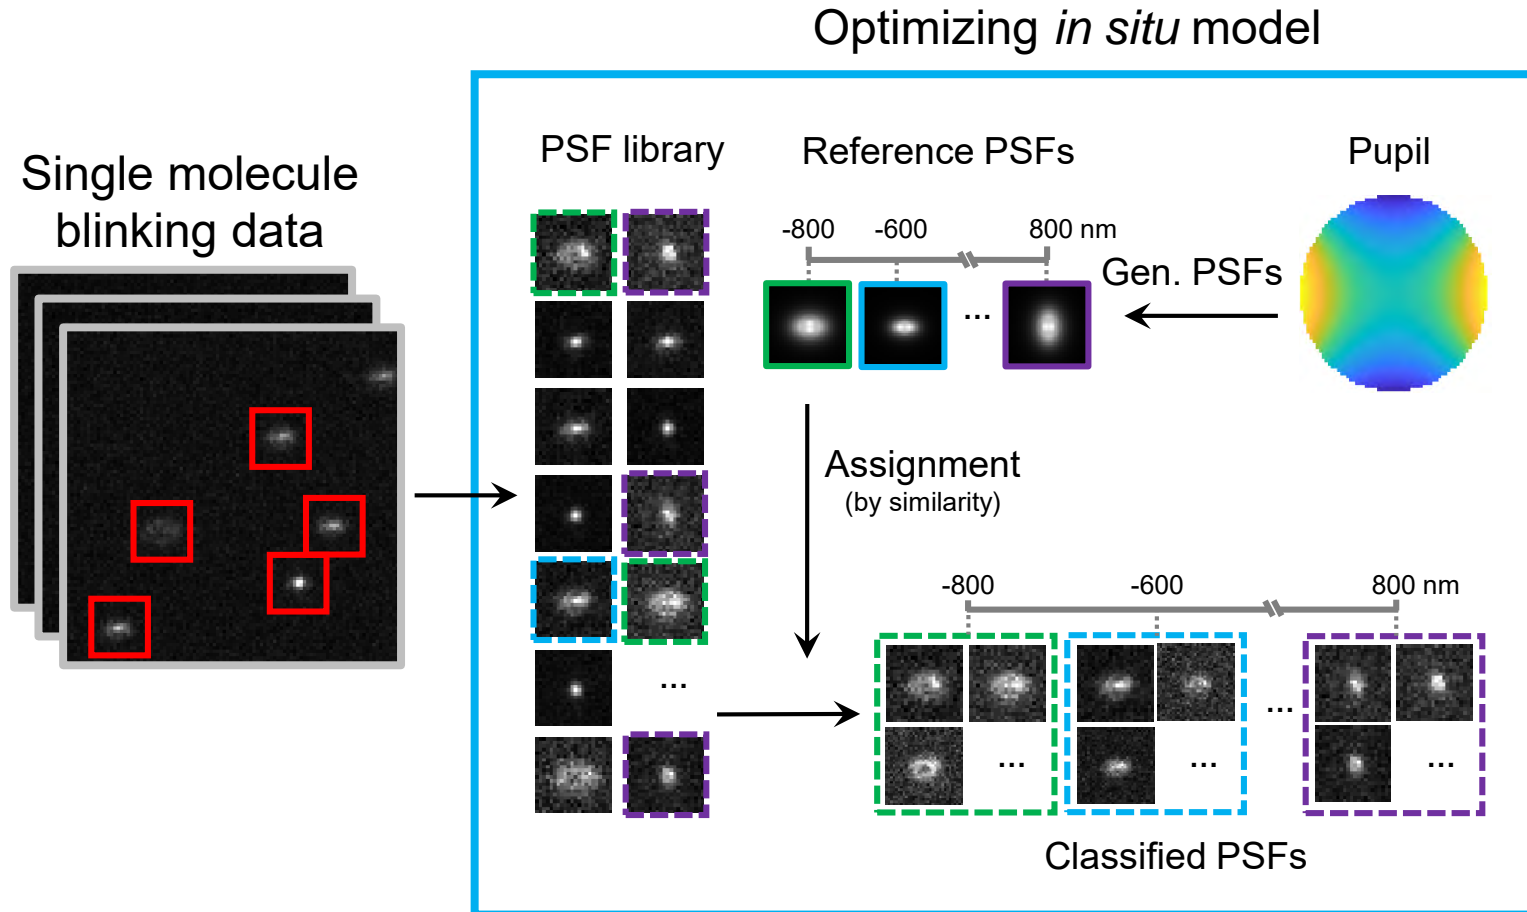 Optimizing in situ model
Single molecule
blinking data
PSF library
Reference PSFs
Pupil
-800
-600
800 nm
...
Gen. PSFs
Assignment
(by similarity)
...
-800
-600
800 nm
...
...
...
...
Classified PSFs